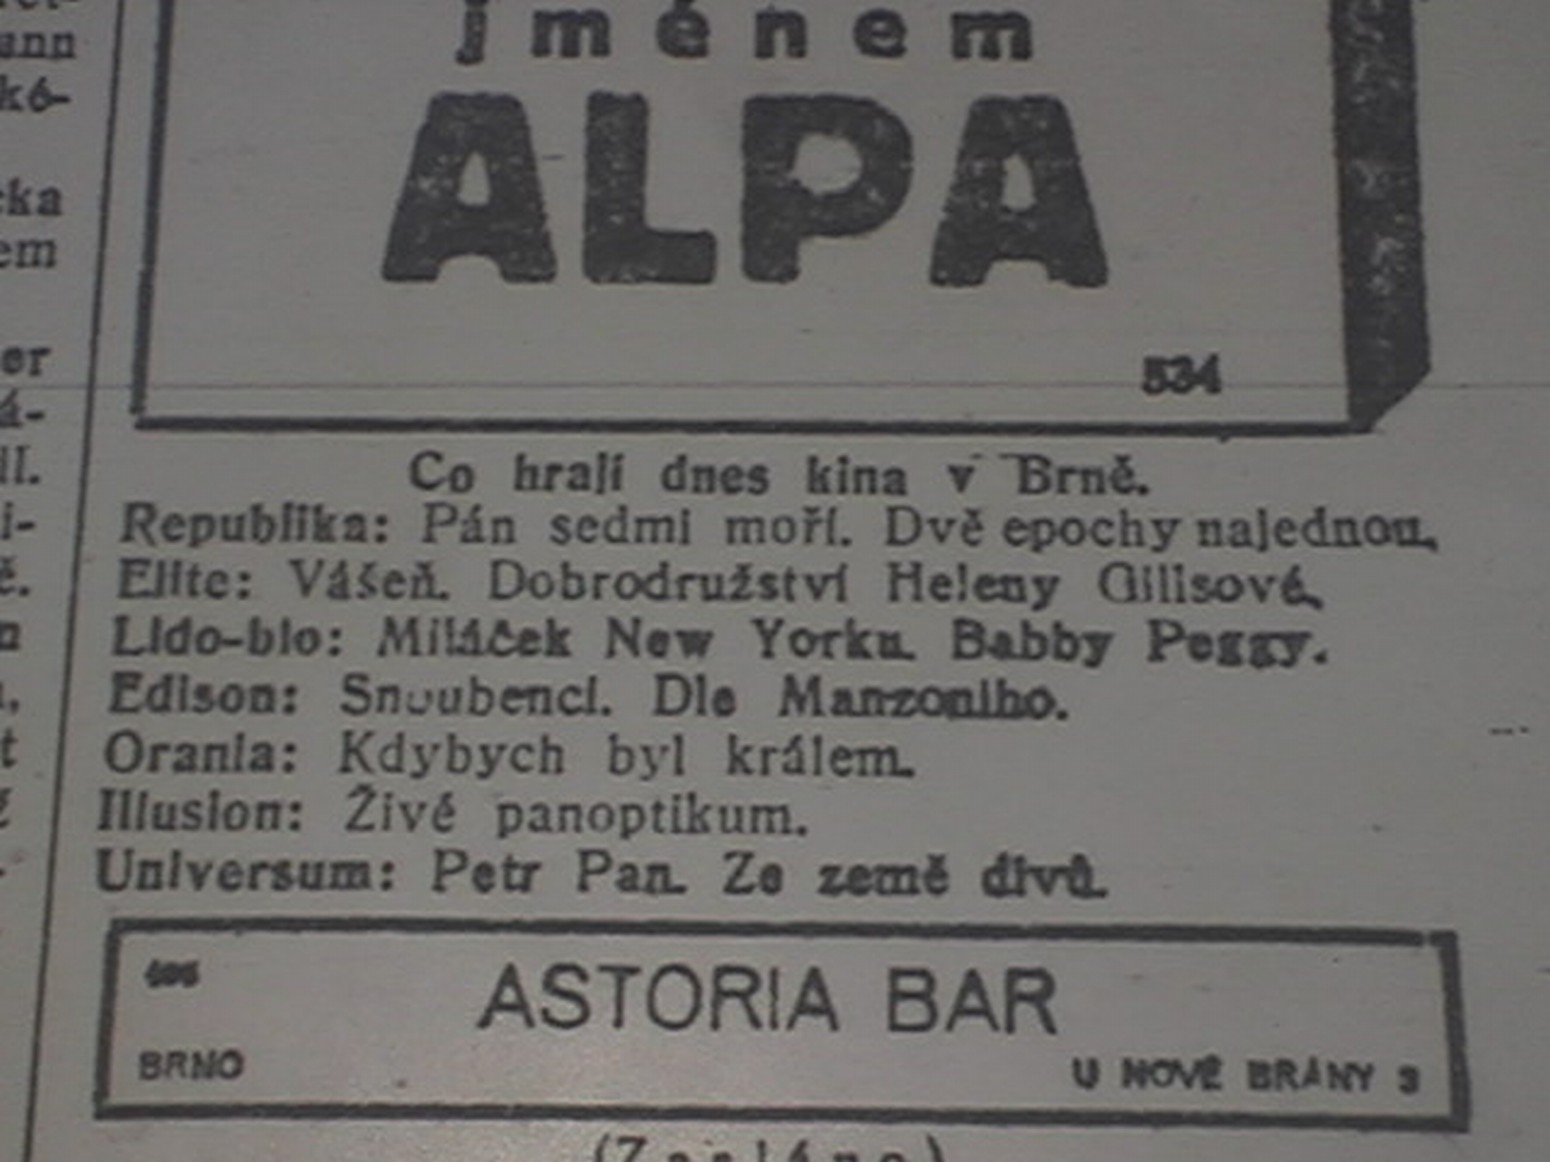 jménem
ALPA
534
Co hrají dnes kina v Brně.
Republika: Pán sedmi moří. Dvě epochy najednou.
Elite: Vášeň. Dobrodružství Heleny Gillsové.
Lido-bio: Miláček New Yorku. Babby Peggy.
Edison: Snoubenci. Dle Manzoniho.
Orania: Kdybych byl králem.
Illusion: Živé panoptikum.
Universum: Petr Pan. Ze země divů.
ASTORIA BAR
BRNO
U NOVÉ BRÁNY 3